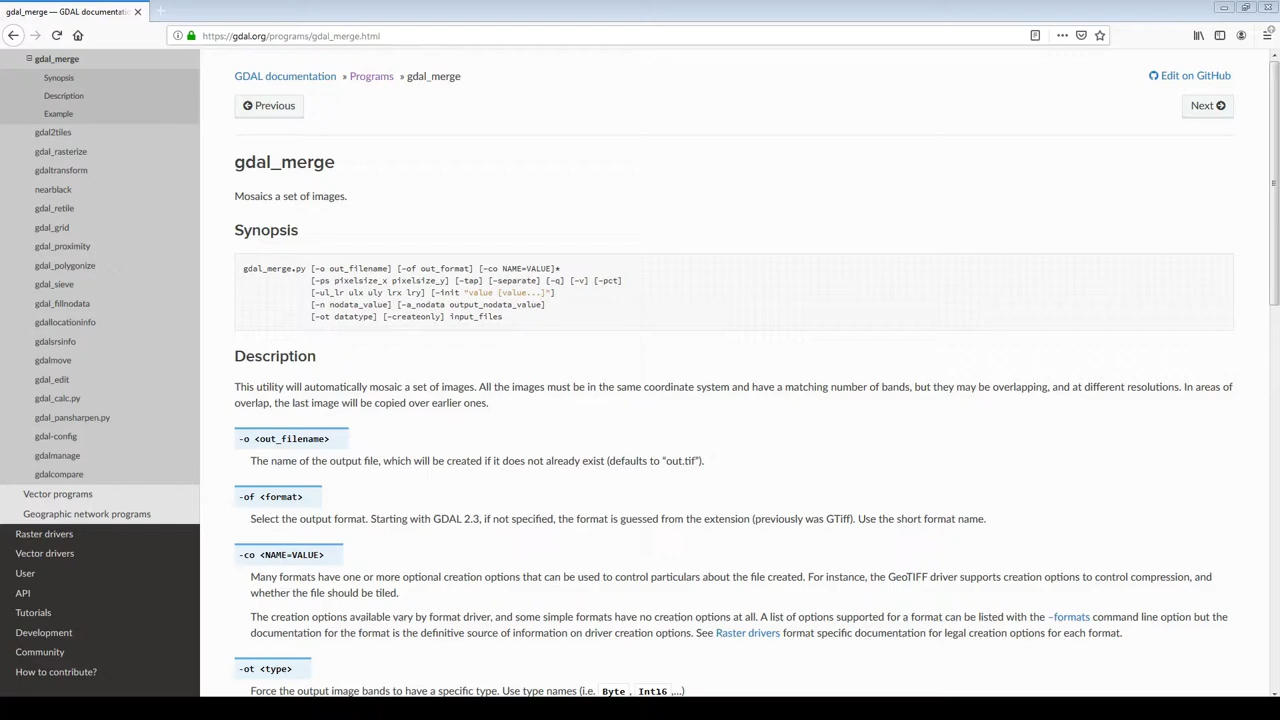 gdal_merge — GDAL documentatio
https://gdal.org/programs/gdal_merge.html
gdal_merge
Synopsis
Description
Example
gdal2tiles
gdal_rasterize
gdaltransform
nearblack
gdal_retile
gdal_grid
gdal_proximity
gdal_polygonize
gdal_sieve
gdal_fillnodata
gdallocationinfo
gdalsrsinfo
gdalmove
gdal_edit
gdal_calc.py
gdal_pansharpen.py
gdal-config
gdalmanage
gdalcompare
Vector programs
Geographic network programs
Raster drivers
Vector drivers
User
API
Tutorials
Development
Community
How to contribute?
GDAL documentation » Programs » gdal_merge
Edit on GitHub
Previous
Next
gdal_merge
Mosaics a set of images.
Synopsis
gdal_merge.py [-o out_filename] [-of out_format] [-co NAME=VALUE]*
[-ps pixelsize_x pixelsize_y] [-tap] [-separate] [-q] [-v] [-pct]
[-ul_lr ulx uly lrx lry] [-init "value [value...]"]
[-n nodata_value] [-a_nodata output_nodata_value]
[-ot datatype] [-createonly] input_files
Description
This utility will automatically mosaic a set of images. All the images must be in the same coordinate system and have a matching number of bands, but they may be overlapping, and at different resolutions. In areas of
overlap, the last image will be copied over earlier ones.
-o <out_filename>
The name of the output file, which will be created if it does not already exist (defaults to “out.tif”).
-of <format>
Select the output format. Starting with GDAL 2.3, if not specified, the format is guessed from the extension (previously was GTiff). Use the short format name.
-co <NAME=VALUE>
Many formats have one or more optional creation options that can be used to control particulars about the file created. For instance, the GeoTIFF driver supports creation options to control compression, and
whether the file should be tiled.
The creation options available vary by format driver, and some simple formats have no creation options at all. A list of options supported for a format can be listed with the –formats command line option but the
documentation for the format is the definitive source of information on driver creation options. See Raster drivers format specific documentation for legal creation options for each format.
-ot <type>
Force the output image bands to have a specific type. Use type names (i.e. Byte, Int16,...)